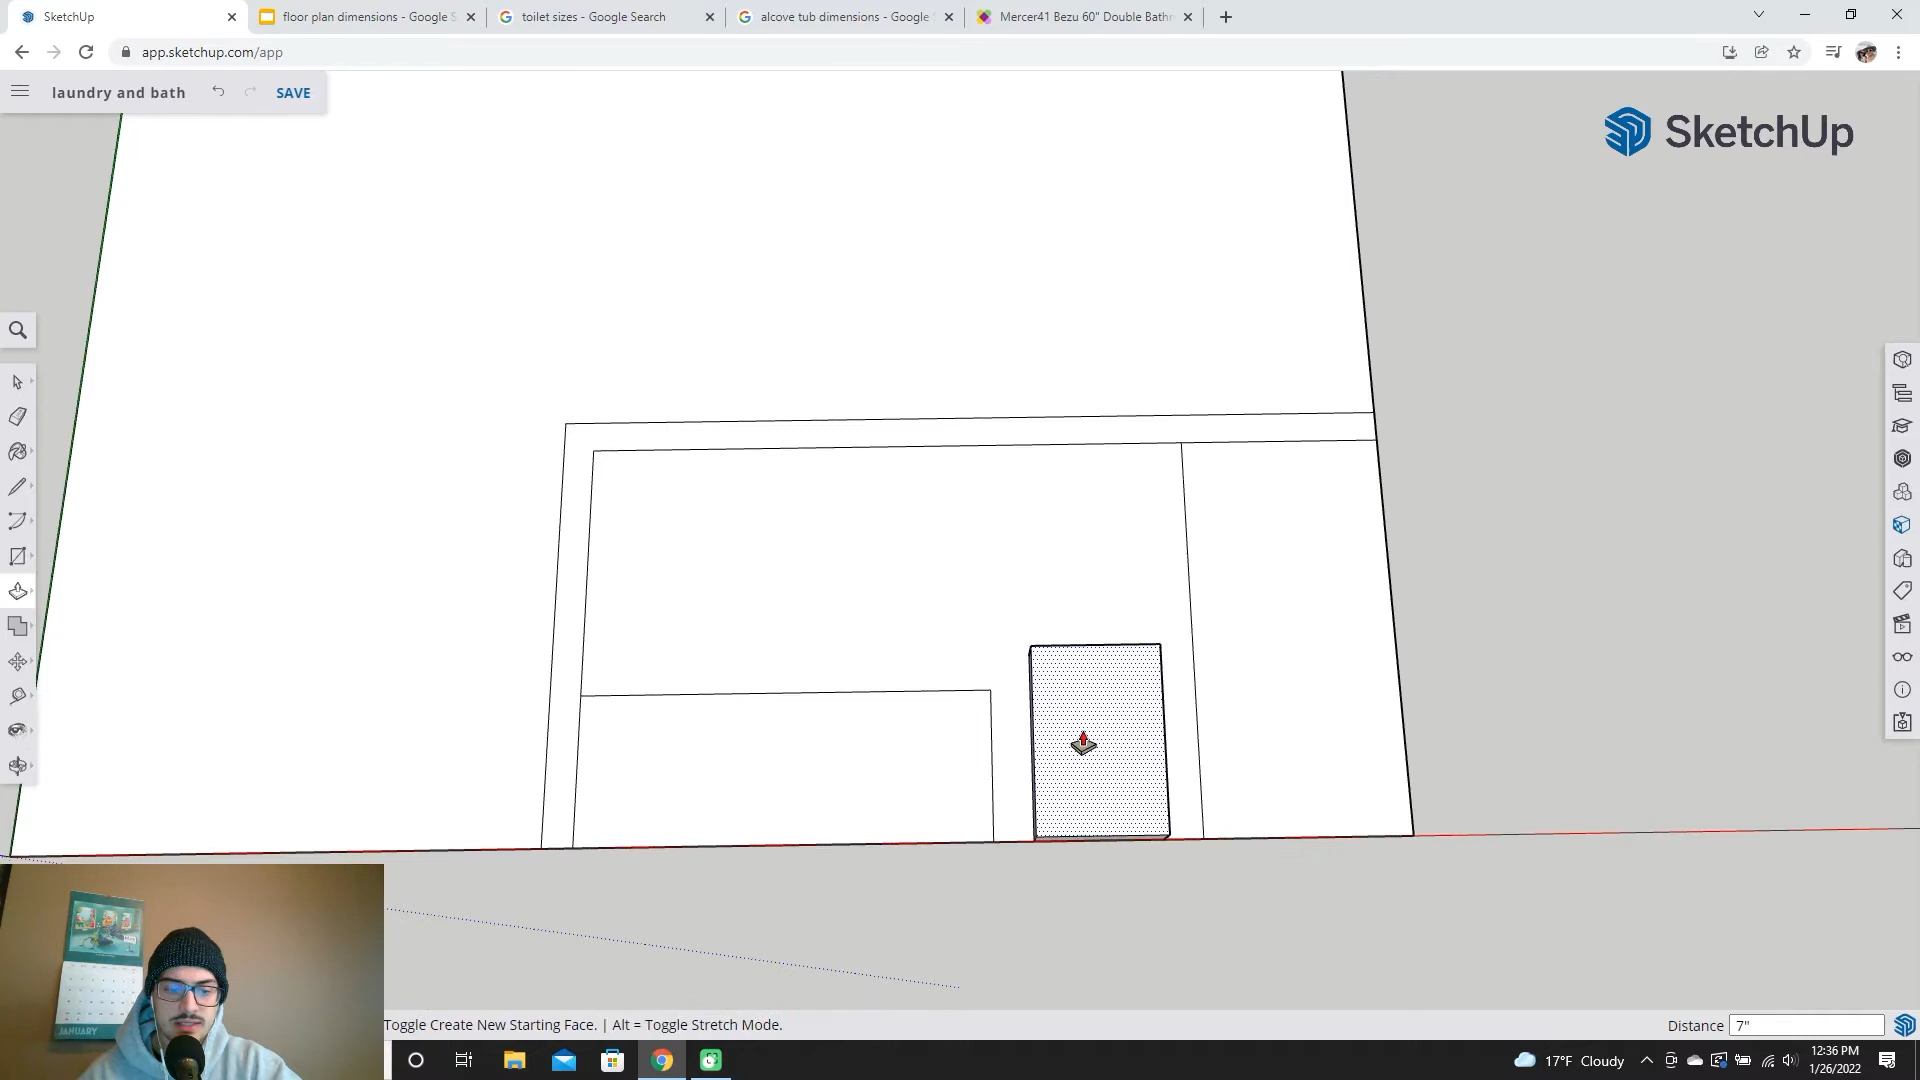 SketchUp
floor plan dimensions - Google S
toilet sizes - Google Search
alcove tub dimensions - Google
Mercer41 Bezu 60" Double Bath
app.sketchup.com/app
laundry and bath
SAVE
SketchUp
JANUARY
Toggle Create New Starting Face. | Alt = Toggle Stretch Mode.
Distance 7"
17°F Cloudy
12:36 PM
1/26/2022